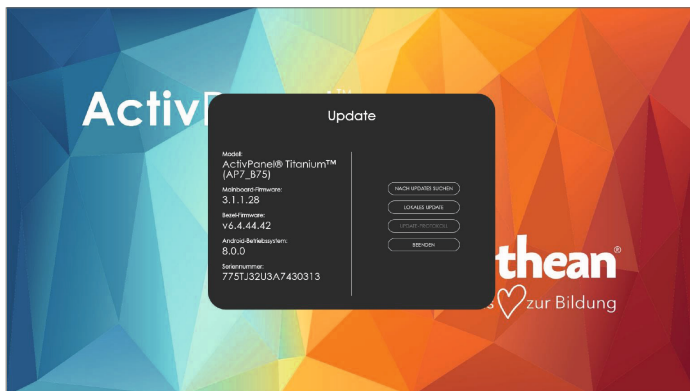 ActivP
Update
Modell:
ActivPanel® Titanium™
(AP7_B75)
Mainboard-Firmware:
3.1.1.28
Bezel-Firmware:
v6.4.44.42
Android-Betriebssystem:
8.0.0
Seriennummer:
775TJ32U3A7430313
NACH UPDATES SUCHEN
LOKALES UPDATE
UPDATE-PROTOKOLL
BEENDEN
thean®
s zur Bildung